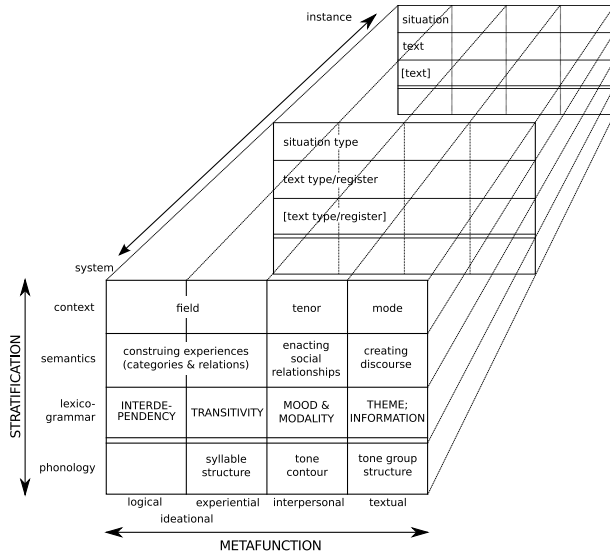 instance
situation
text
[text]
situation type
text type/register
[text type/register]
system
STRATIFICATION
context
field
tenor
mode
semantics
construing experiences
(categories & relations)
enacting
social
relationships
creating
discourse
lexico-
grammar
INTERDE-
PENDENCY
TRANSITIVITY
MOOD &
MODALITY
THEME;
INFORMATION
phonology
syllable
structure
tone
contour
tone group
structure
logical
experiential
interpersonal
textual
ideational
METAFUNCTION